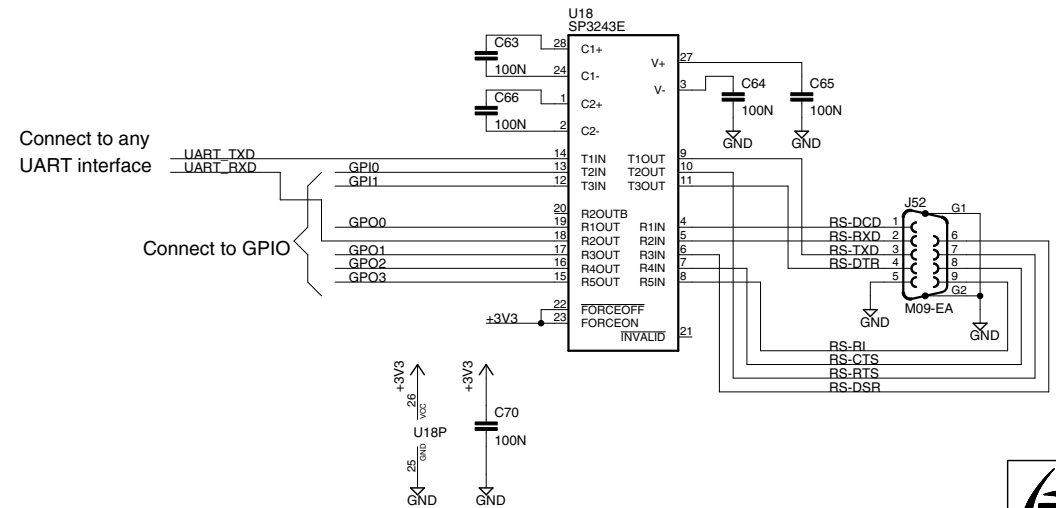 U18
SP3243E
C63
100N
28
C1+
24
C1-
C66
100N
1
C2+
2
C2-
V+
27
V-
3
C64
100N
C65
100N
GND
GND
Connect to any
UART interface
UART_TXD
UART_RXD
14
T1IN
T1OUT
9
GPI0
13
T2IN
T2OUT
10
GPI1
12
T3IN
T3OUT
11
20
R2OUTB
GPO0
19
R1OUT
R1IN
4
18
R2OUT
R2IN
5
Connect to GPIO
GPO1
17
R3OUT
R3IN
6
GPO2
16
R4OUT
R4IN
7
GPO3
15
R5OUT
R5IN
8
22
FORCEOFF
+3V3
23
FORCEON
INVALID
21
J52
G1
RS-DCD
1
RS-RXD
2
6
RS-TXD
3
7
RS-DTR
4
8
5
9
G2
M09-EA
GND
GND
RS-RI
RS-CTS
RS-RTS
RS-DSR
+3V3
26
VCC
U18P
25
GND
GND
+3V3
C70
100N
GND